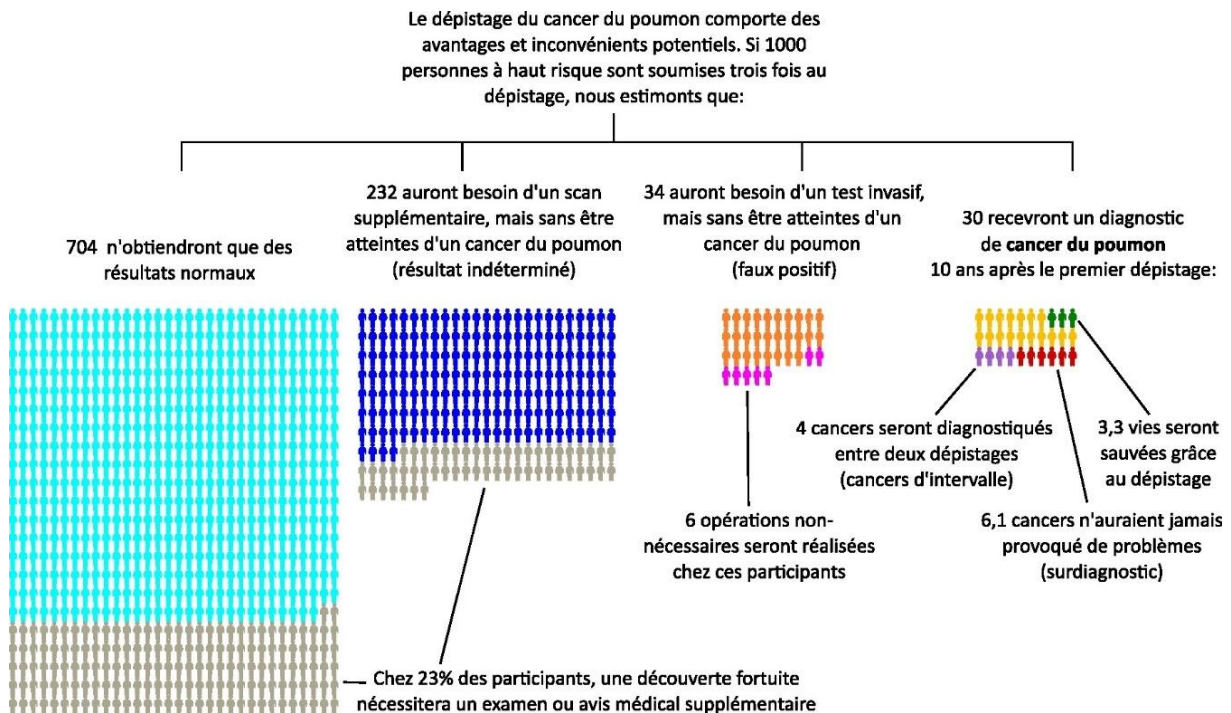 Le dépistage du cancer du poumon comporte des
avantages et inconvénients potentiels. Si 1000
personnes à haut risque sont soumises trois fois au
dépistage, nous estimonts que:
704 n'obtiendront que des
résultats normaux
232 auront besoin d'un scan
supplémentaire, mais sans être
atteintes d'un cancer du poumon
(résultat indéterminé)
34 auront besoin d'un test invasif,
mais sans être atteintes d'un
cancer du poumon
(faux positif)
30 recevront un diagnostic
de cancer du poumon
10 ans après le premier dépistage:
4 cancers seront diagnostiqués
entre deux dépistages
(cancers d'intervalle)
3,3 vies seront
sauvées grâce
au dépistage
6 opérations non-
nécessaires seront réalisées
chez ces participants
6,1 cancers n'auraient jamais
provoqué de problèmes
(surdiagnostic)
Chez 23% des participants, une découverte fortuite
nécessitera un examen ou avis médical supplémentaire